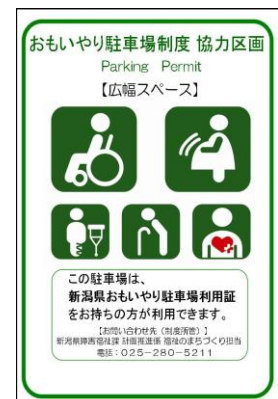 おもいやり駐車場制度 協力区画
Parking Permit
【広幅スペース】
この駐車場は、
新潟県おもいやり駐車場利用証
をお持ちの方が利用できます。
【お問い合わせ先（制度所管）】
新潟県障害福祉課 計画推進係 福祉のまちづくり担当
電話：025-280-5211